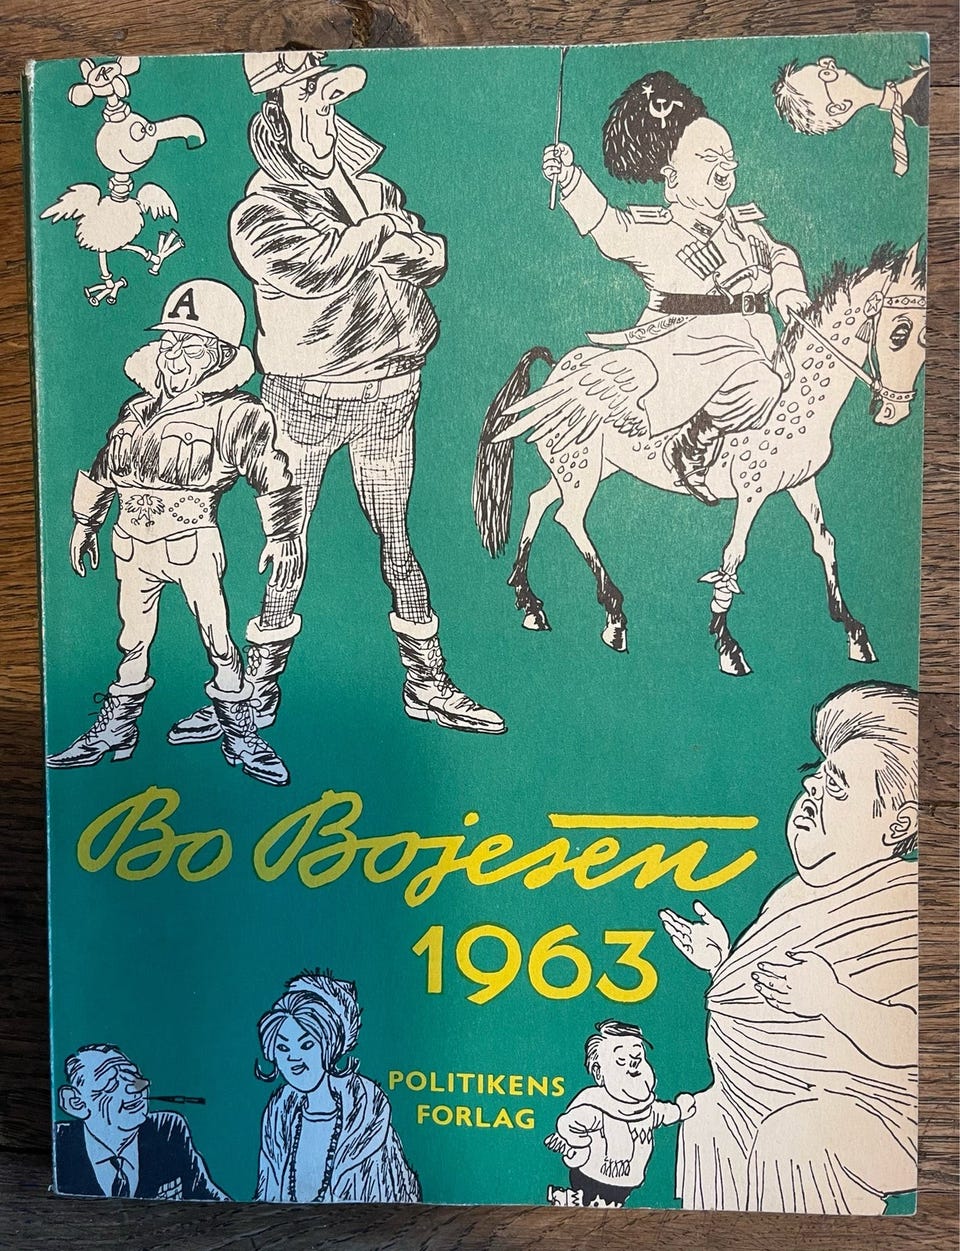 K
A
Bo Bojesen
1963
POLITIKENS
FORLAG